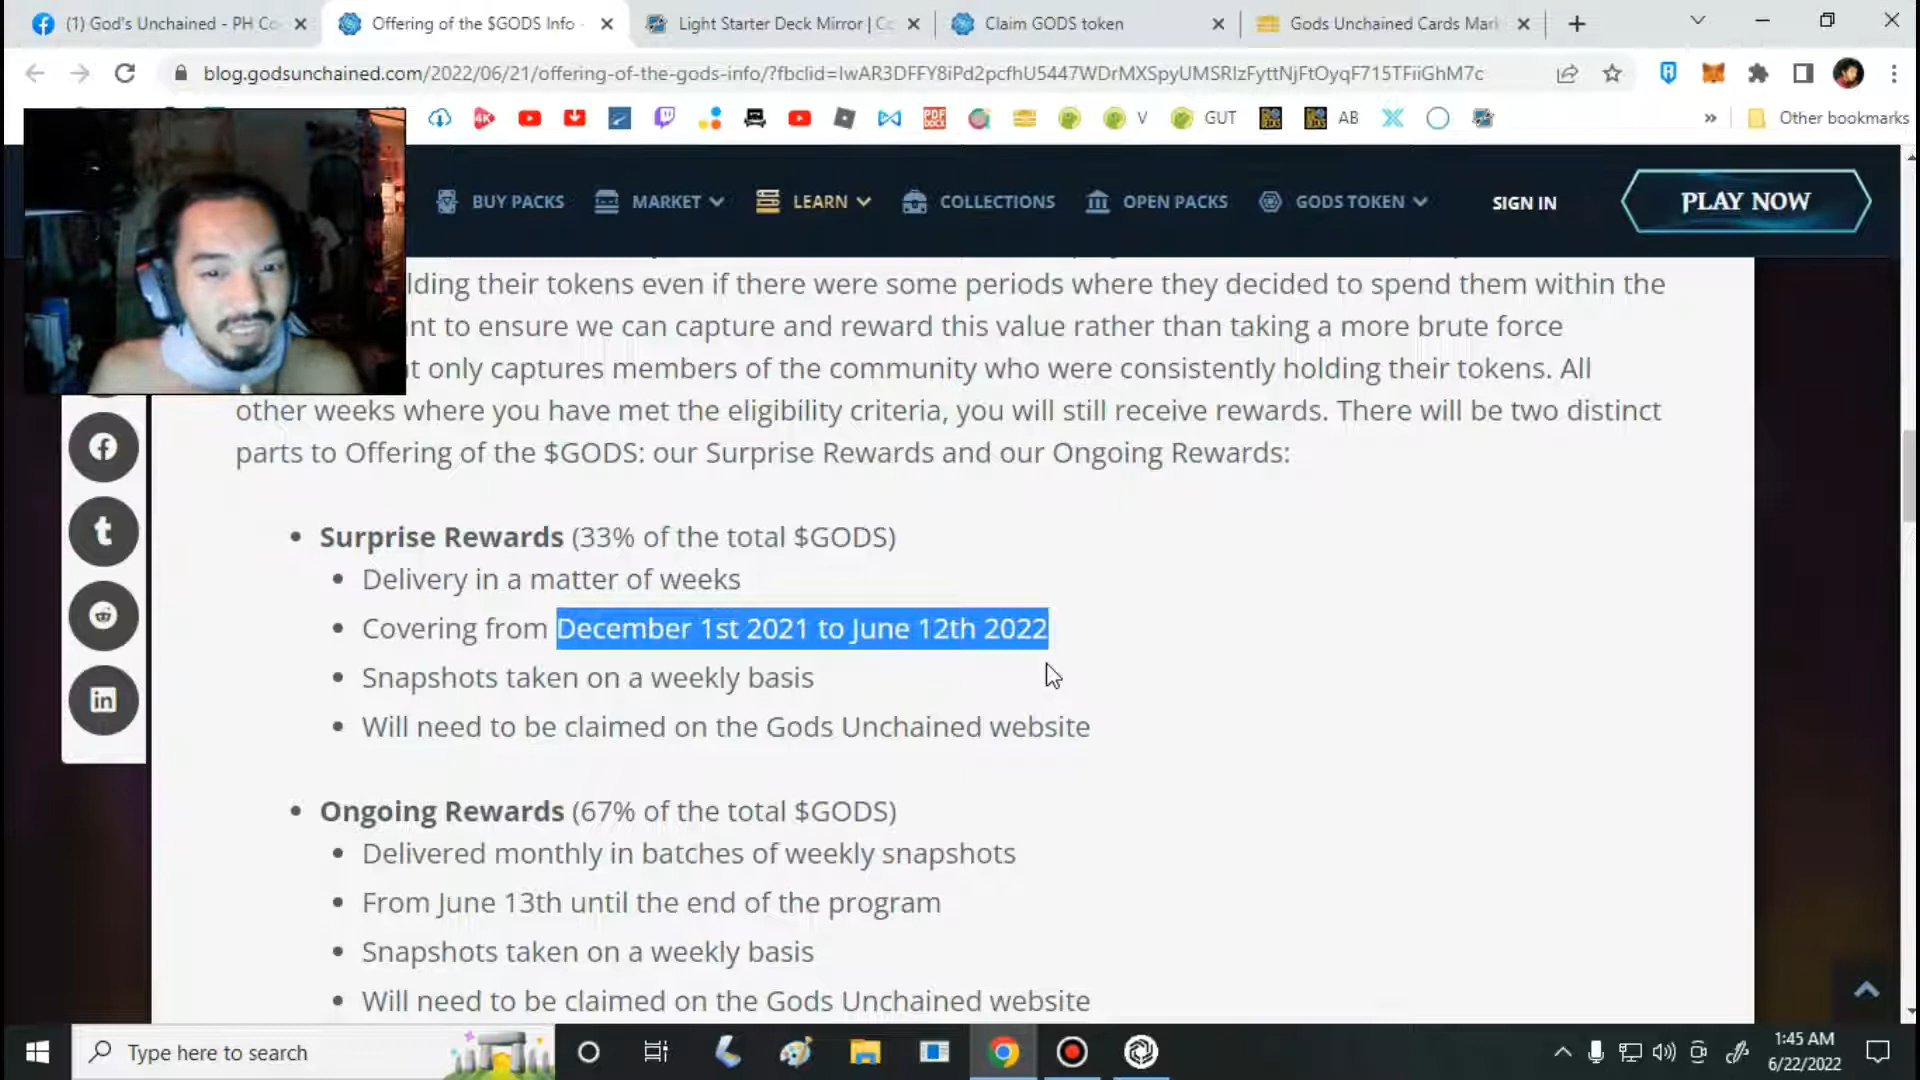 (1) God's Unchained - PH Co
Offering of the $GODS Info -
Light Starter Deck Mirror | Co
Claim GODS token
Gods Unchained Cards Mark
blog.godsunchained.com/2022/06/21/offering-of-the-gods-info/?fbclid=IwAR3DFFY8iPd2pcfhU5447WDrMXSpyUMSRIzFyttNjFtOyqF715TFiiGhM7c
4K
PDF
V
GUT
AB
»
Other bookmarks
BUY PACKS
MARKET
LEARN
COLLECTIONS
OPEN PACKS
GODS TOKEN
SIGN IN
PLAY NOW
lding their tokens even if there were some periods where they decided to spend them within the
nt to ensure we can capture and reward this value rather than taking a more brute force
t only captures members of the community who were consistently holding their tokens. All
other weeks where you have met the eligibility criteria, you will still receive rewards. There will be two distinct
parts to Offering of the $GODS: our Surprise Rewards and our Ongoing Rewards:
• Surprise Rewards (33% of the total $GODS)
• Delivery in a matter of weeks
• Covering from December 1st 2021 to June 12th 2022
• Snapshots taken on a weekly basis
• Will need to be claimed on the Gods Unchained website
• Ongoing Rewards (67% of the total $GODS)
• Delivered monthly in batches of weekly snapshots
• From June 13th until the end of the program
• Snapshots taken on a weekly basis
• Will need to be claimed on the Gods Unchained website
Type here to search
1:45 AM
6/22/2022